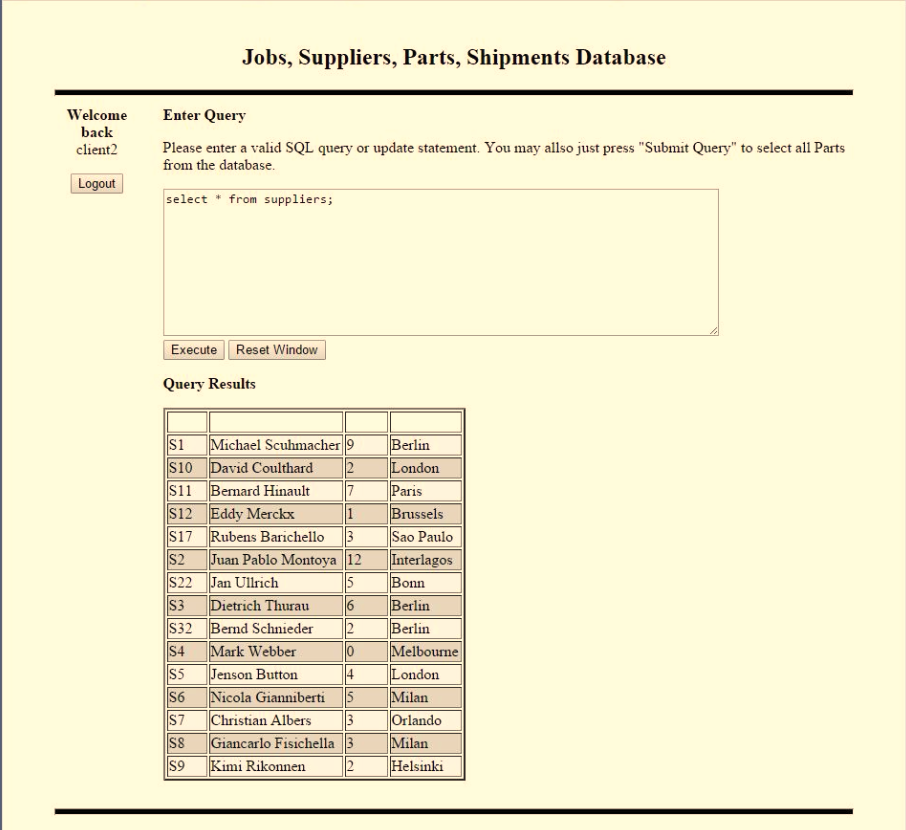 Jobs, Suppliers, Parts, Shipments Database
Welcome
back
client2
Logout
Enter Query
Please enter a valid SQL query or update statement. You may allso just press "Submit Query" to select all Parts
from the database.
select * from suppliers;
Execute Reset Window
Query Results
S1 Michael Scuhmacher 9 Berlin
S10 David Coulthard 2 London
S11 Bernard Hinault 7 Paris
S12 Eddy Merckx 1 Brussels
S17 Rubens Barichello 3 Sao Paulo
S2 Juan Pablo Montoya 12 Interlagos
S22 Jan Ullrich 5 Bonn
S3 Dietrich Thurau 6 Berlin
S32 Bernd Schnieder 2 Berlin
S4 Mark Webber 0 Melbourne
S5 Jenson Button 4 London
S6 Nicola Gianniberti 5 Milan
S7 Christian Albers 3 Orlando
S8 Giancarlo Fisichella 3 Milan
S9 Kimi Rikonnen 2 Helsinki